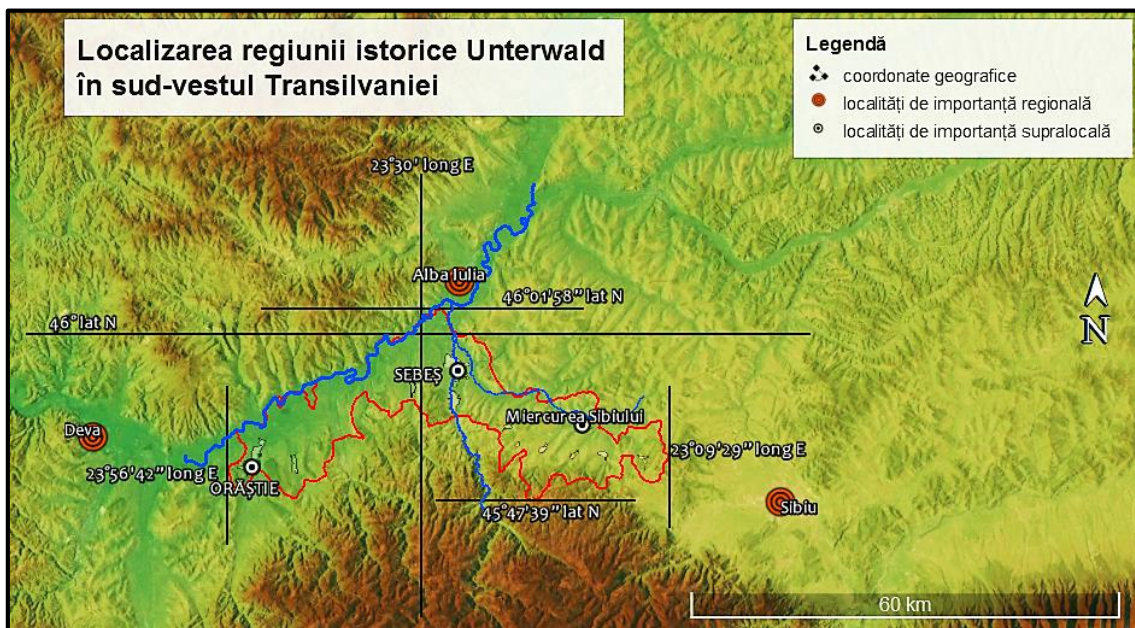 Localizarea regiunii istorice Unterwald
în sud-vestul Transilvaniei
Legendă
coordonate geografice
localități de importanță regională
localități de importanță supralocală
23°30' long E
Alba Iulia
46°01'58" lat N
46° lat N
N
SEBEȘ
Miercurea Sibiului
Deva
23°09'29" long E
23°56'42" long E
ORĂȘTIE
Sibiu
45°47'39" lat N
60 km